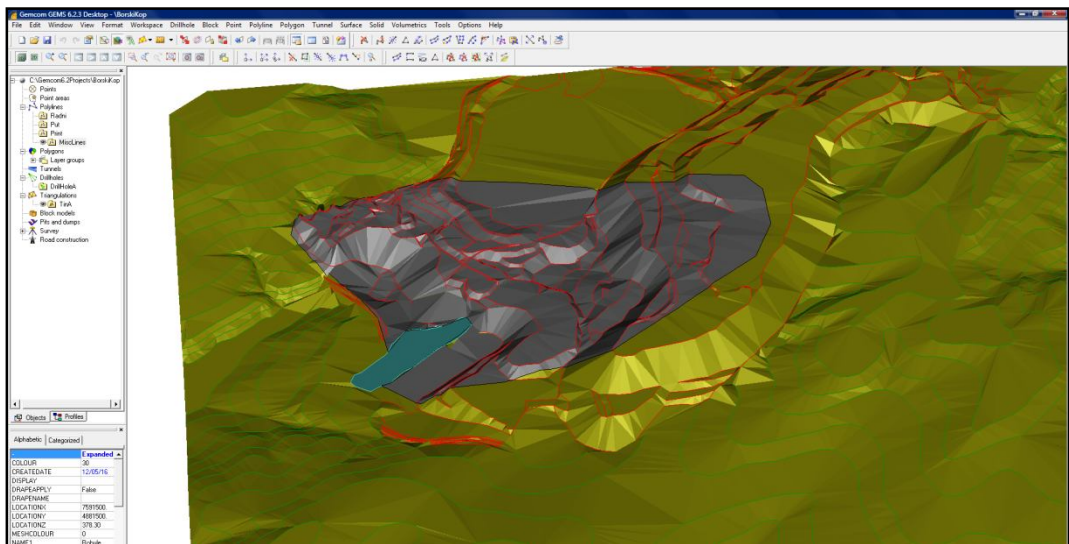 Gemcom GEMS 6.2.3 Desktop - \BorskiKop
File Edit Window View Format Workspace Drillhole Block Point Polyline Polygon Tunnel Surface Solid Volumetrics Tools Options Help
C:\Gemcom6.2Projects\BorskiKop
Points
Point areas
Polylines
Radni
Put
Prsni
MiscLines
Polygons
Layer groups
Tunnels
Drillholes
DrillHoleA
Triangulations
TinA
Block models
Pits and dumps
Survey
Road construction
Objects Profiles
Alphabetic Categorized
Expanded
COLOUR 30
CREATEDATE 12/05/16
DISPLAY
DRAPEAPPLY False
DRAPENAME
LOCATIONX 7591500.
LOCATIONY 4881500.
LOCATIONZ 378.30
MESHCOLOUR 0
NAME1 Robule